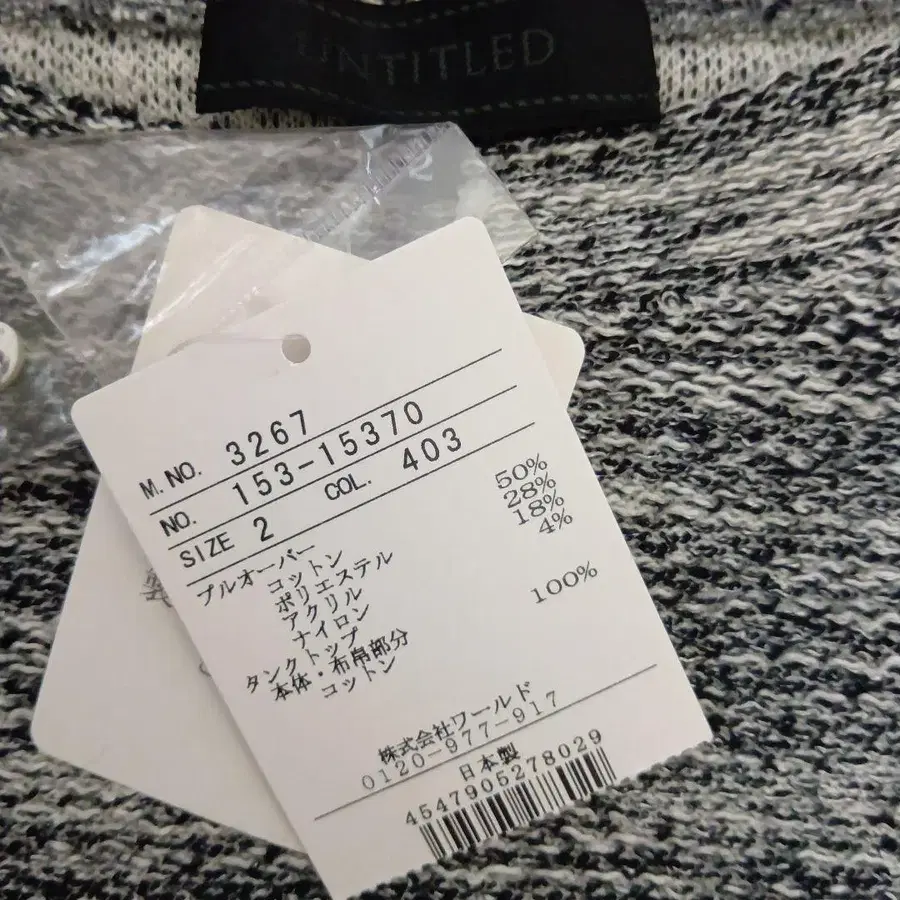 UNTITLED
2
M.NO. 3267
NO. 153-15370
SIZE 2 COL. 403
プルオーバー
コットン 50%
ポリエステル 28%
アクリル 18%
ナイロン 4%
タンクトップ
本体・布帛部分
コットン 100%
株式会社ワールド
0120-977-917
日本製
4547905278029